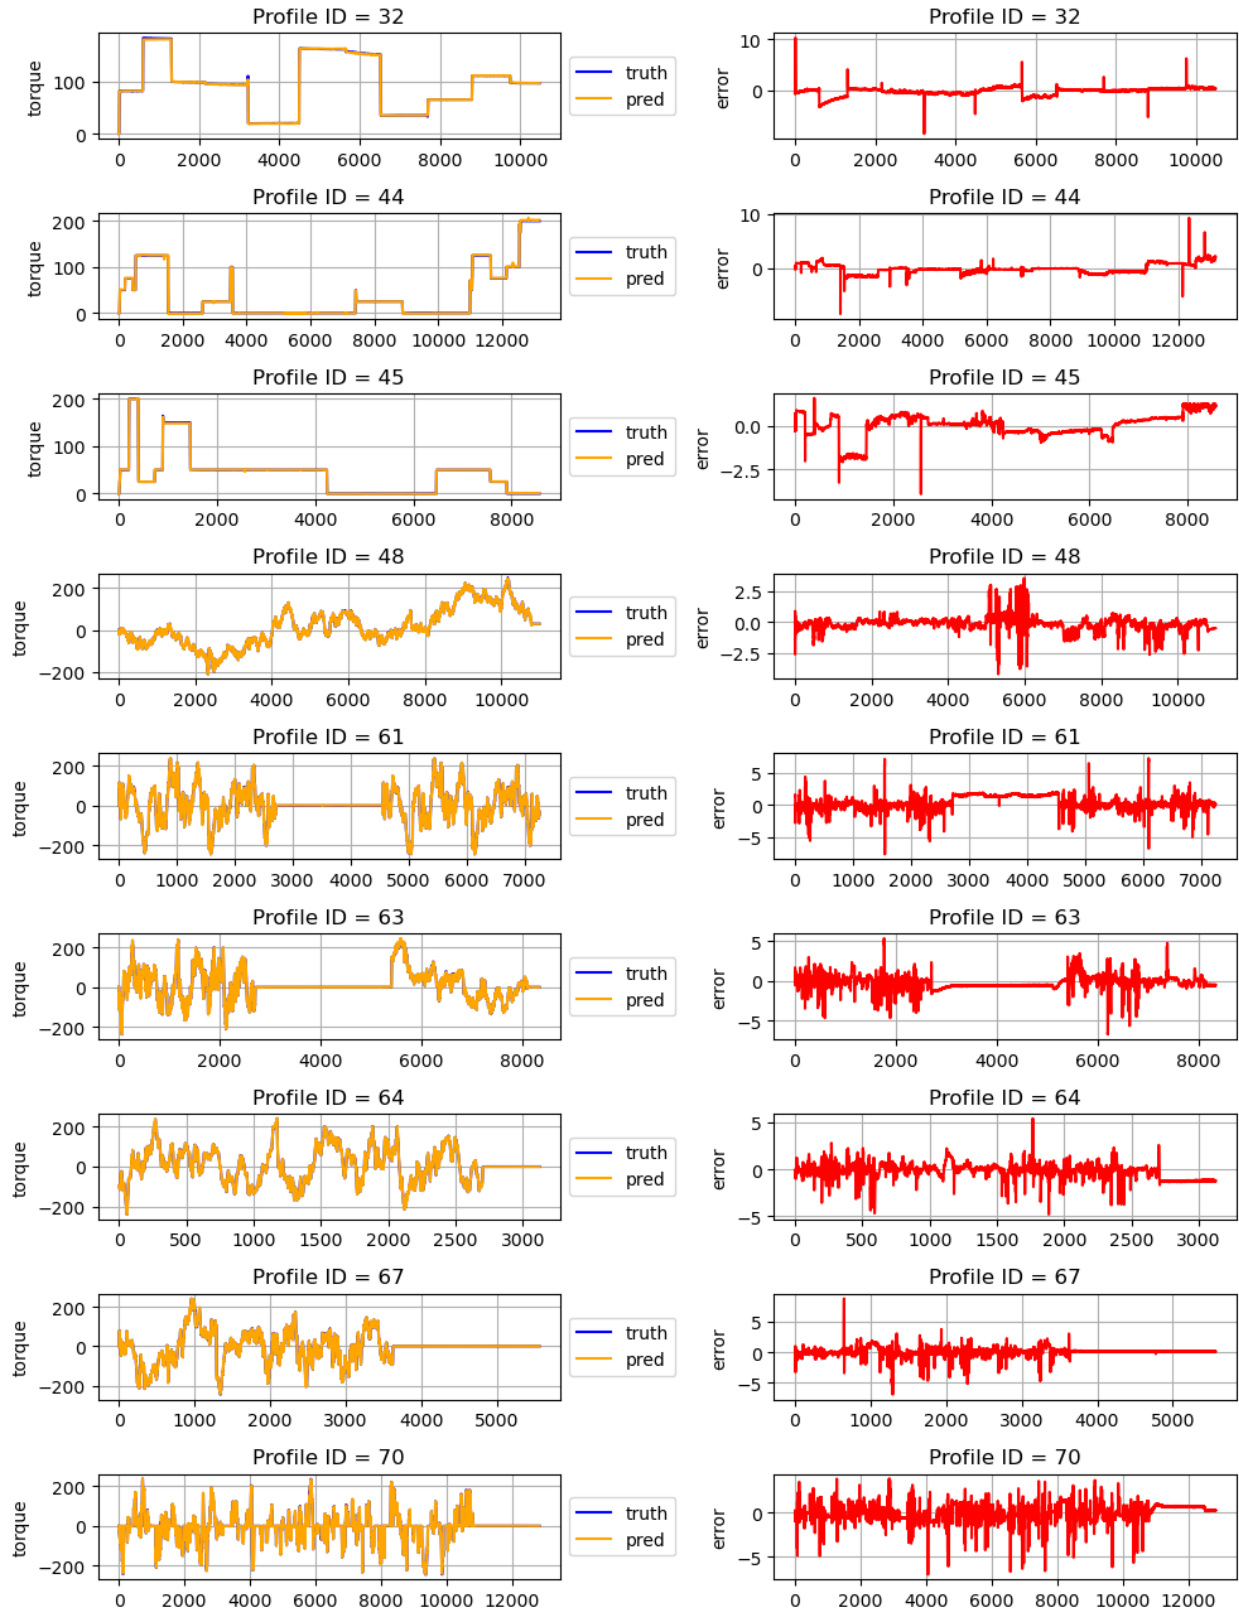 Profile ID = 32
torque
100
0
0 2000 4000 6000 8000 10000
truth
pred
Profile ID = 32
error
10
0
0 2000 4000 6000 8000 10000
Profile ID = 44
torque
200
100
0
0 2000 4000 6000 8000 10000 12000
truth
pred
Profile ID = 44
error
10
0
0 2000 4000 6000 8000 10000 12000
Profile ID = 45
torque
200
100
0
0 2000 4000 6000 8000
truth
pred
Profile ID = 45
error
0.0
−2.5
0 2000 4000 6000 8000
Profile ID = 48
torque
200
0
−200
0 2000 4000 6000 8000 10000
truth
pred
Profile ID = 48
error
2.5
0.0
−2.5
0 2000 4000 6000 8000 10000
Profile ID = 61
torque
200
0
−200
0 1000 2000 3000 4000 5000 6000 7000
truth
pred
Profile ID = 61
error
5
0
−5
0 1000 2000 3000 4000 5000 6000 7000
Profile ID = 63
torque
200
0
−200
0 2000 4000 6000 8000
truth
pred
Profile ID = 63
error
5
0
−5
0 2000 4000 6000 8000
Profile ID = 64
torque
200
0
−200
0 500 1000 1500 2000 2500 3000
truth
pred
Profile ID = 64
error
5
0
−5
0 500 1000 1500 2000 2500 3000
Profile ID = 67
torque
200
0
−200
0 1000 2000 3000 4000 5000
truth
pred
Profile ID = 67
error
5
0
−5
0 1000 2000 3000 4000 5000
Profile ID = 70
torque
200
0
−200
0 2000 4000 6000 8000 10000 12000
truth
pred
Profile ID = 70
error
0
−5
0 2000 4000 6000 8000 10000 12000